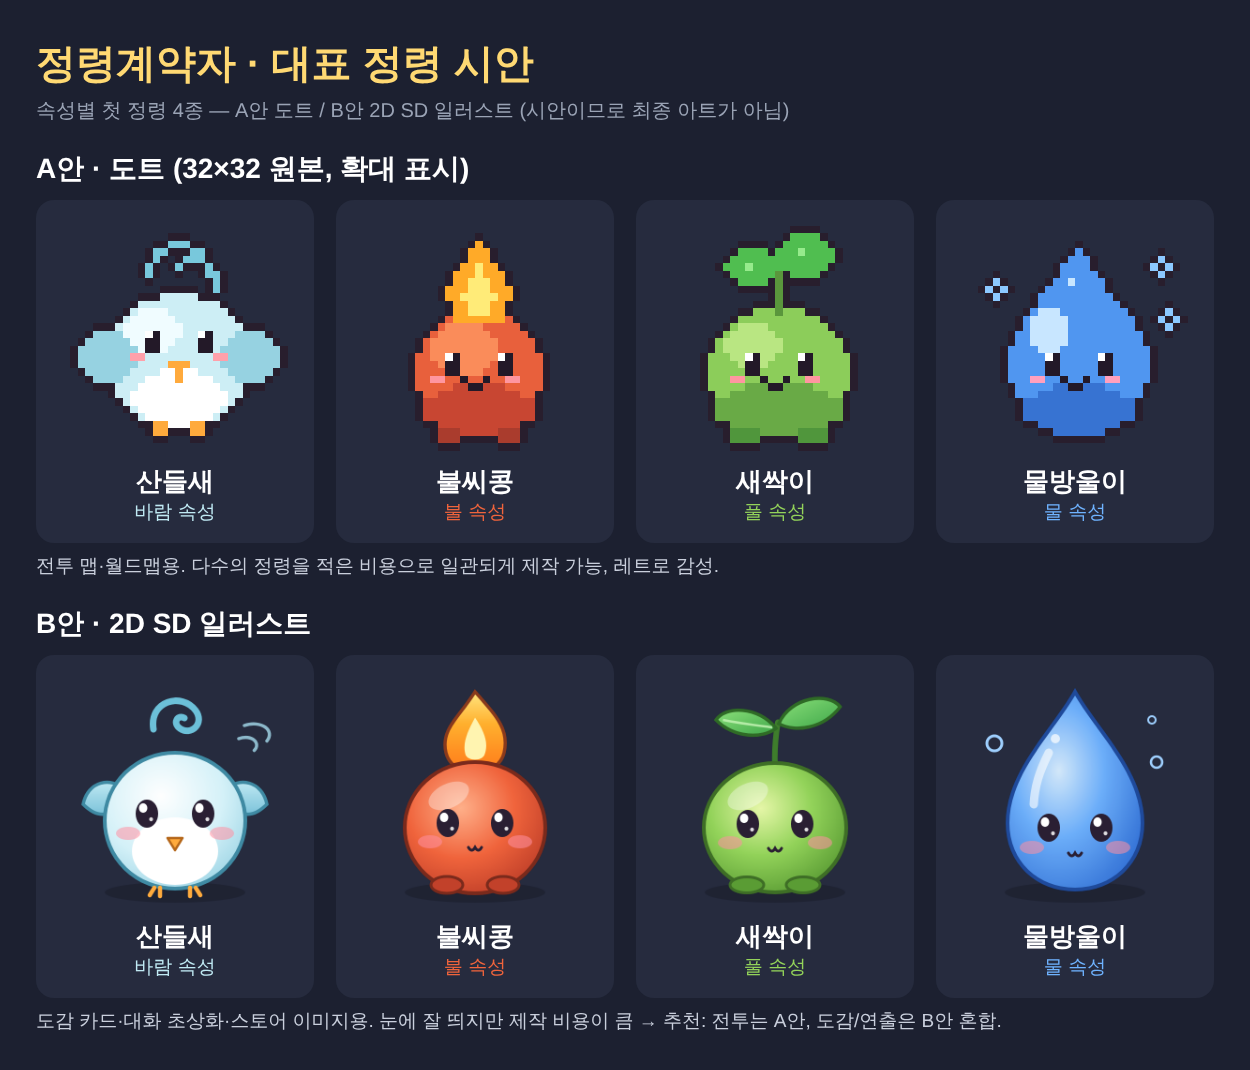 정령계약자 · 대표 정령 시안
속성별 첫 정령 4종 — A안 도트 / B안 2D SD 일러스트 (시안이므로 최종 아트가 아님)
A안 · 도트 (32×32 원본, 확대 표시)
산들새
바람 속성
불씨콩
불 속성
새싹이
풀 속성
물방울이
물 속성
전투 맵·월드맵용. 다수의 정령을 적은 비용으로 일관되게 제작 가능, 레트로 감성.
B안 · 2D SD 일러스트
산들새
바람 속성
불씨콩
불 속성
새싹이
풀 속성
물방울이
물 속성
도감 카드·대화 초상화·스토어 이미지용. 눈에 잘 띄지만 제작 비용이 큼 → 추천: 전투는 A안, 도감/연출은 B안 혼합.